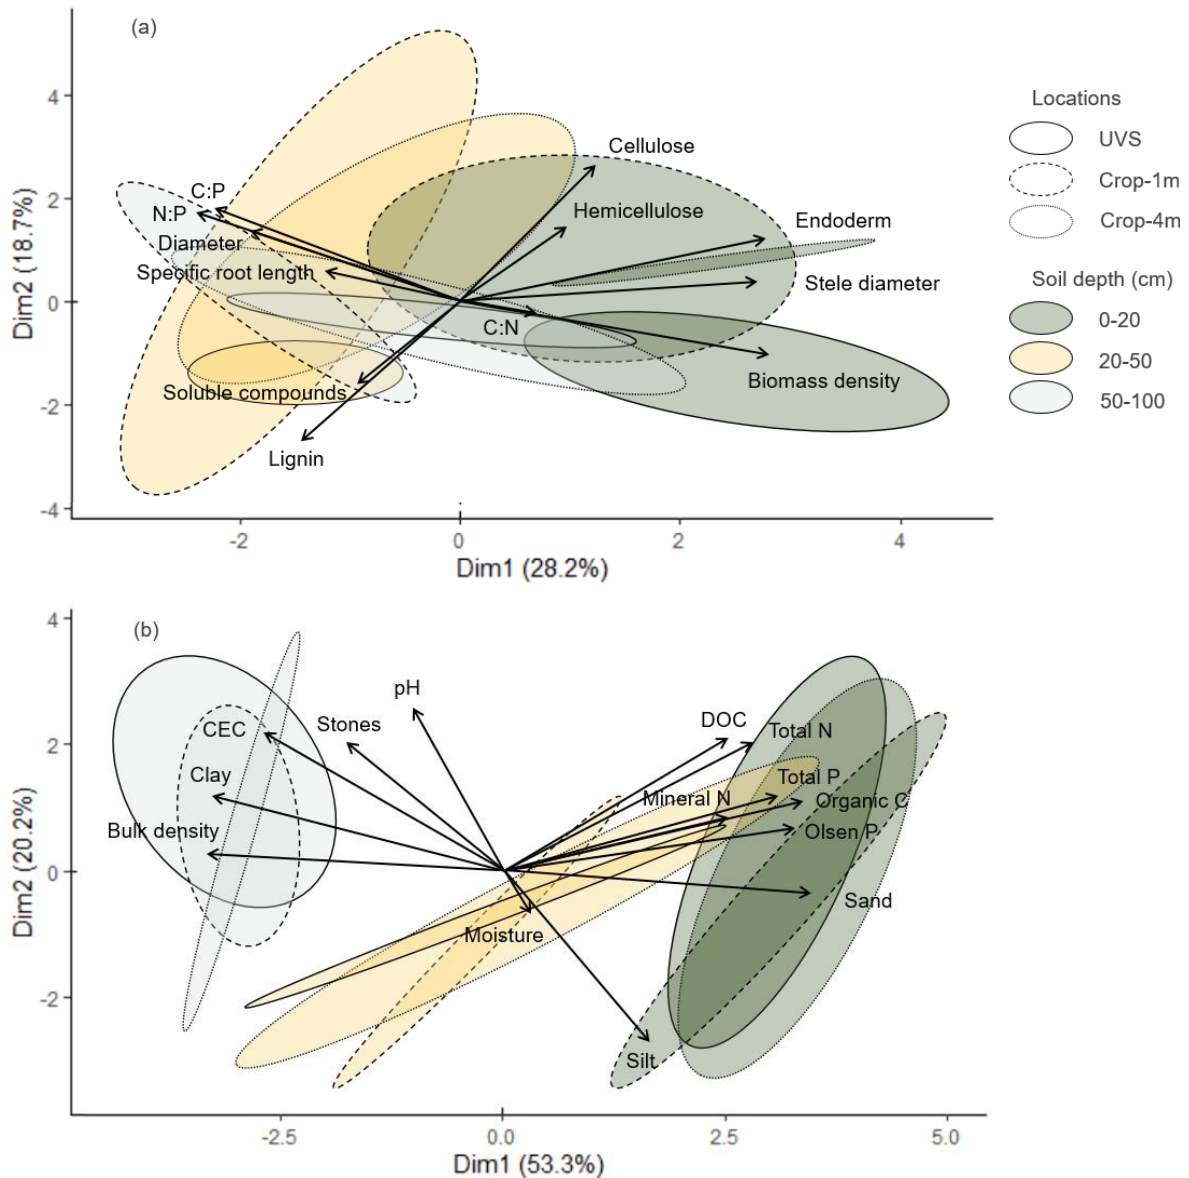 (a)
4
2
0
-2
-4
Dim2 (18.7%)
Cellulose
Hemicellulose
Endoderm
Stele diameter
C:P
N:P
Diameter
Specific root length
C:N
Biomass density
Soluble compounds
Lignin
-2
0
2
4
Dim1 (28.2%)
Locations
UVS
Crop-1m
Crop-4m
Soil depth (cm)
0-20
20-50
50-100
(b)
4
2
0
-2
Dim2 (20.2%)
pH
Stones
CEC
Clay
Bulk density
DOC
Total N
Total P
Mineral N
Organic C
Olsen P
Sand
Moisture
Silt
-2.5
0.0
2.5
5.0
Dim1 (53.3%)